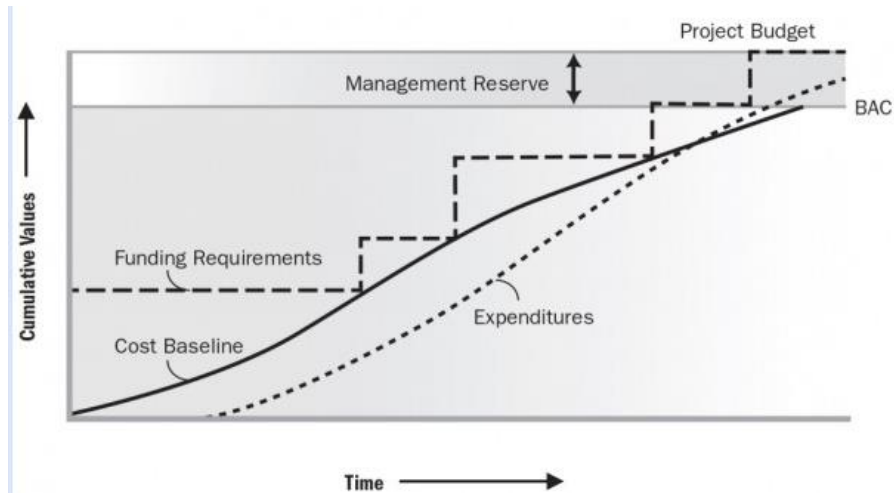 Project Budget
Management Reserve
BAC
Cumulative Values
Funding Requirements
Expenditures
Cost Baseline
Time